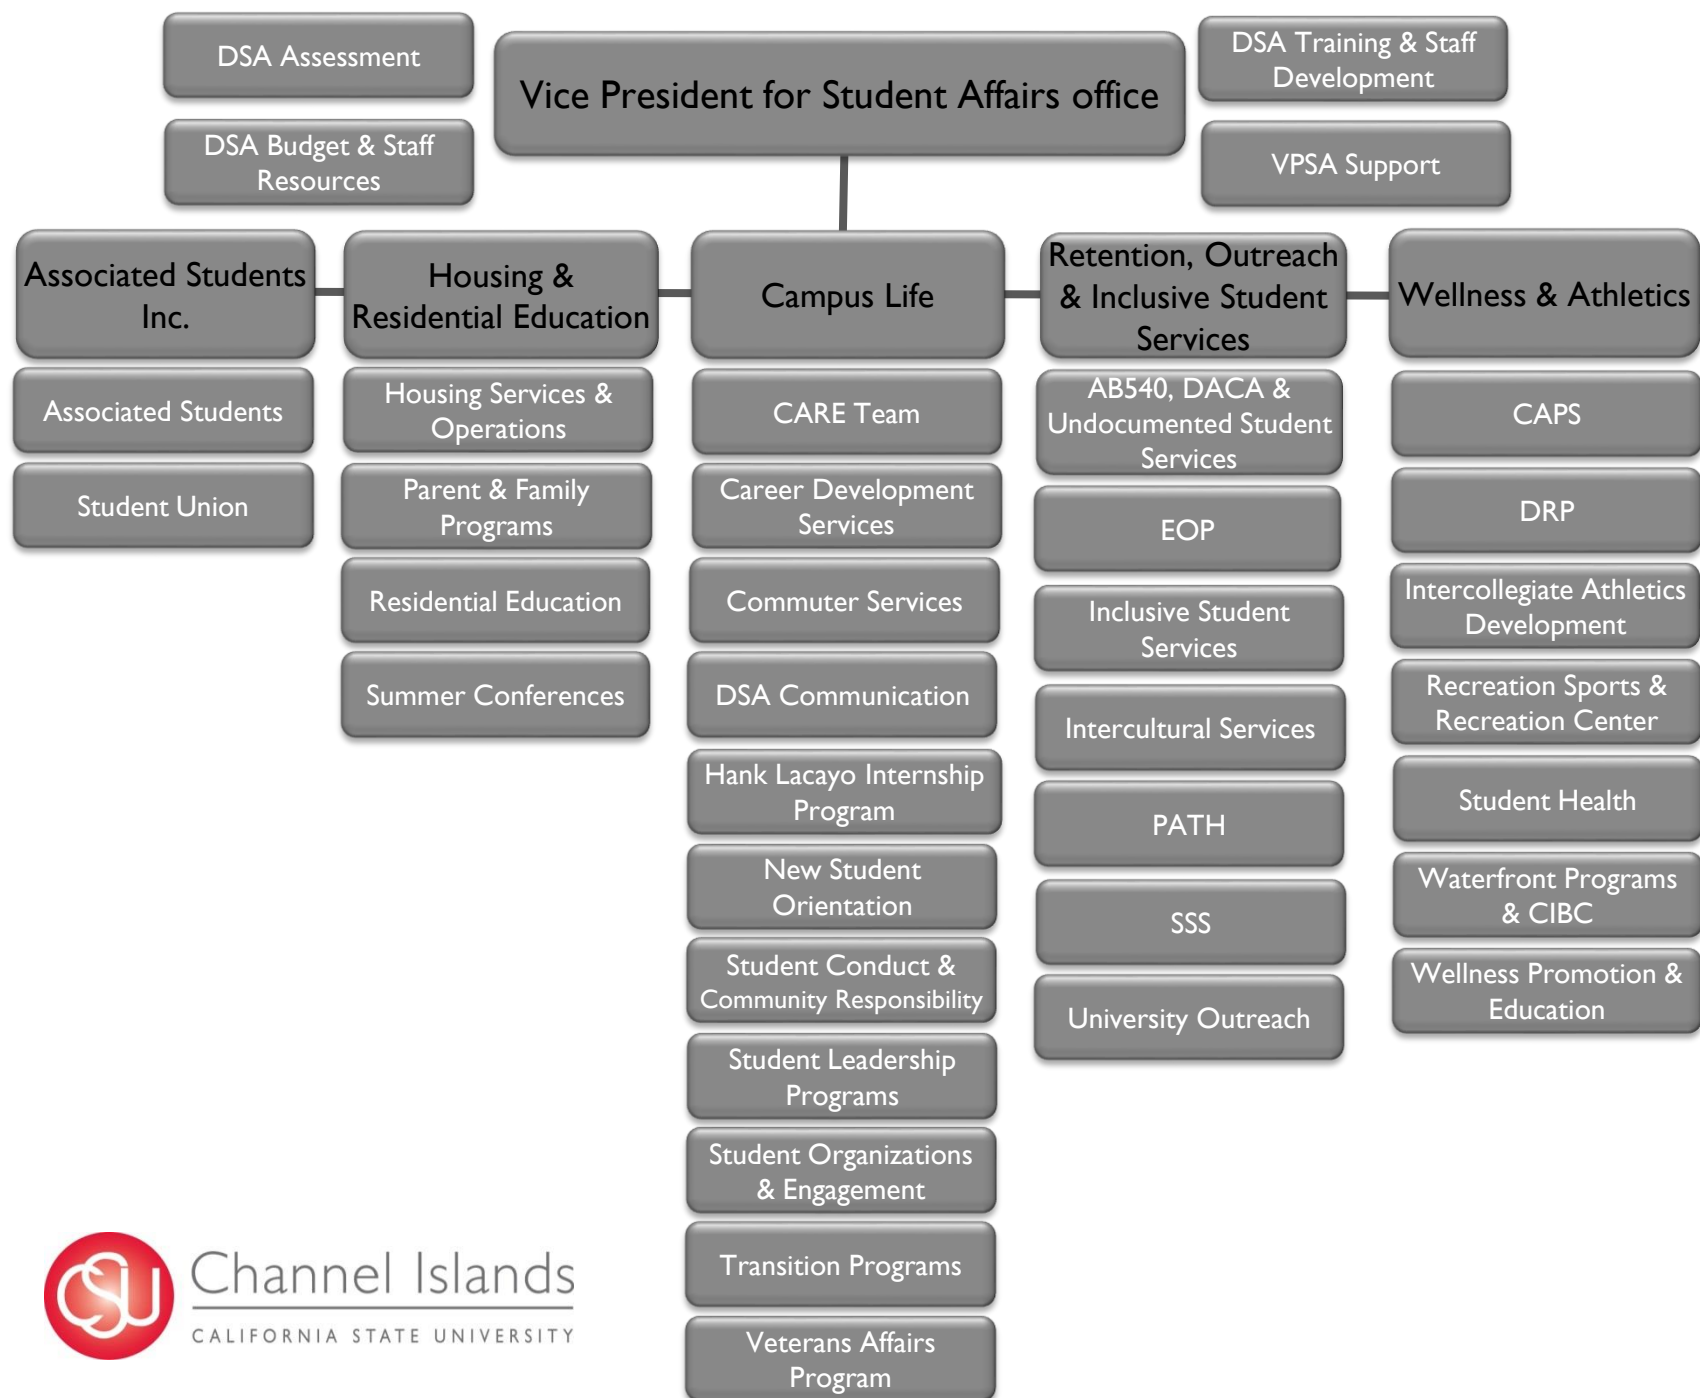 DSA Assessment
DSA Budget & Staff
Resources
Vice President for Student Affairs office
DSA Training & Staff
Development
VPSA Support
Associated Students
Inc.
Associated Students
Student Union
Housing &
Residential Education
Housing Services &
Operations
Parent & Family
Programs
Residential Education
Summer Conferences
Campus Life
CARE Team
Career Development
Services
Commuter Services
DSA Communication
Hank Lacayo Internship
Program
New Student
Orientation
Student Conduct &
Community Responsibility
Student Leadership
Programs
Student Organizations
& Engagement
Transition Programs
Veterans Affairs
Program
Retention, Outreach
& Inclusive Student
Services
AB540, DACA &
Undocumented Student
Services
EOP
Inclusive Student
Services
Intercultural Services
PATH
SSS
University Outreach
Wellness & Athletics
CAPS
DRP
Intercollegiate Athletics
Development
Recreation Sports &
Recreation Center
Student Health
Waterfront Programs
& CIBC
Wellness Promotion &
Education
CSU
Channel Islands
CALIFORNIA STATE UNIVERSITY